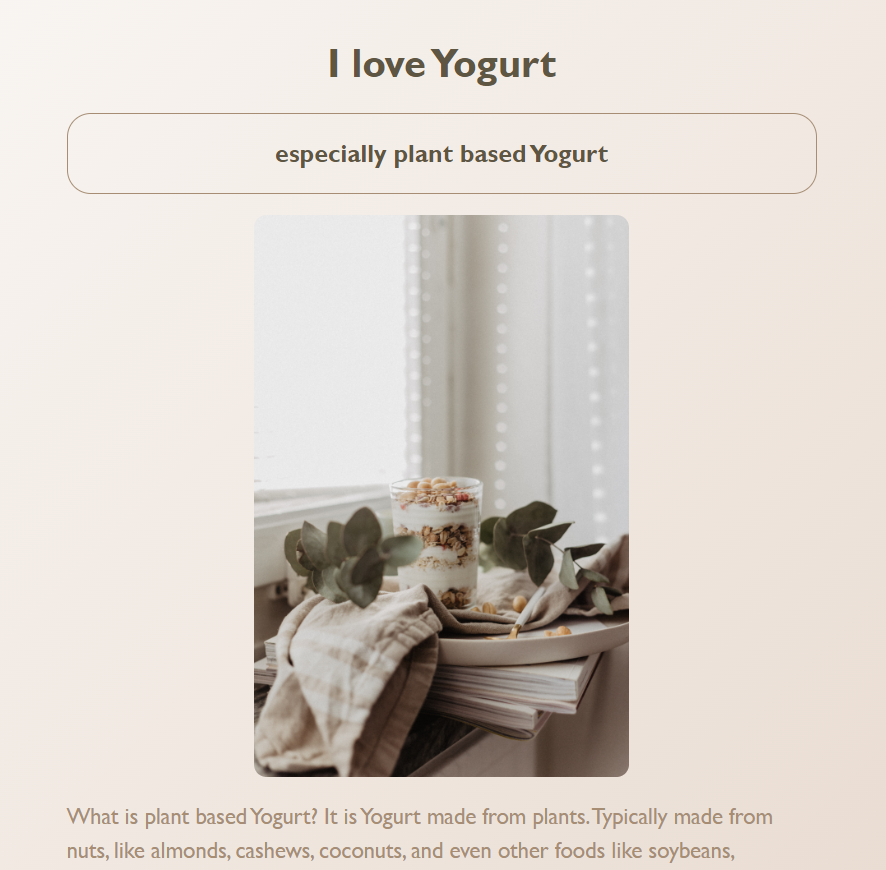 I love Yogurt
especially plant based Yogurt
What is plant based Yogurt? It is Yogurt made from plants. Typically made from
nuts, like almonds, cashews, coconuts, and even other foods like soybeans,